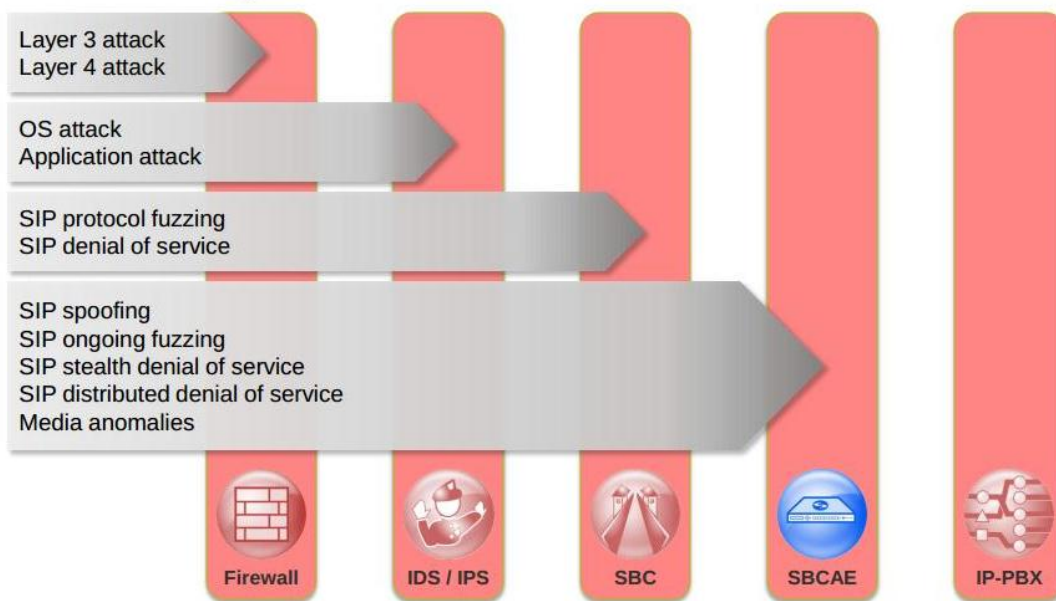 Layer 3 attack
Layer 4 attack
OS attack
Application attack
SIP protocol fuzzing
SIP denial of service
SIP spoofing
SIP ongoing fuzzing
SIP stealth denial of service
SIP distributed denial of service
Media anomalies
Firewall
IDS / IPS
SBC
SBCAE
IP-PBX